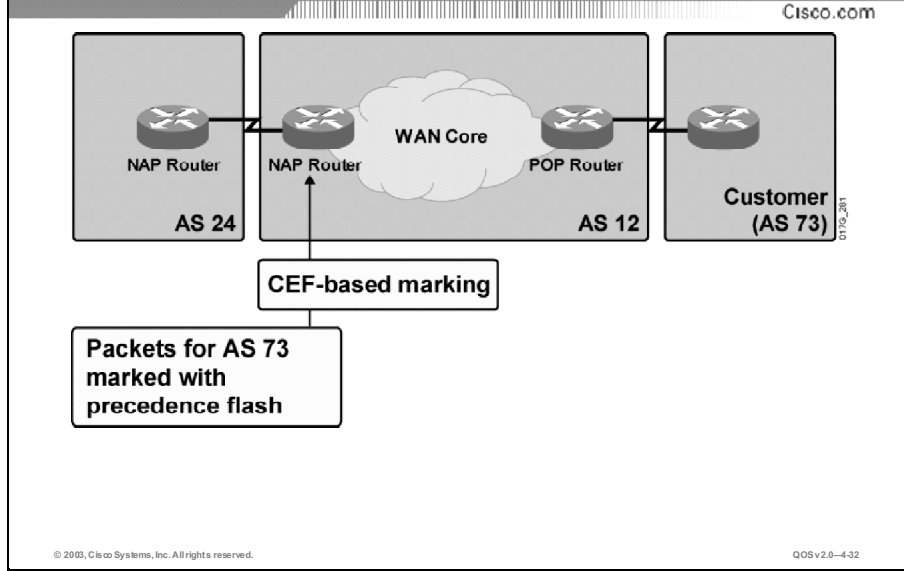 Cisco.com
WAN Core
NAP Router
NAP Router
POP Router
AS 24
AS 12
Customer
(AS 73)
017G_281
CEF-based marking
Packets for AS 73
marked with
precedence flash
© 2003, Cisco Systems, Inc. All rights reserved.
QOS v2.0—4-32